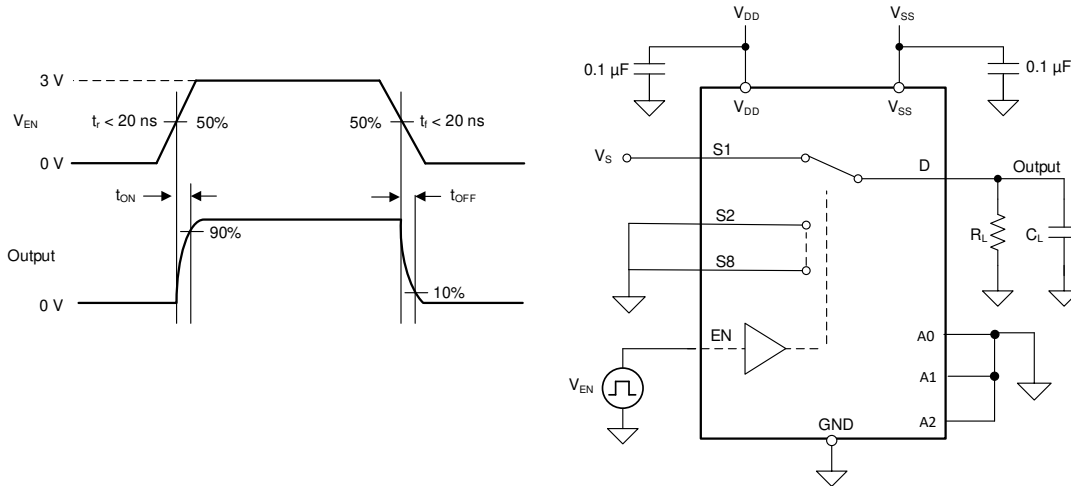 3 V
V_EN
t_r < 20 ns
50%
50%
t_f < 20 ns
0 V
t_ON
t_OFF
90%
Output
10%
0 V
V_DD
V_SS
0.1 µF
0.1 µF
V_DD
V_SS
V_S
S1
D
Output
S2
R_L
C_L
S8
EN
A0
V_EN
A1
A2
GND